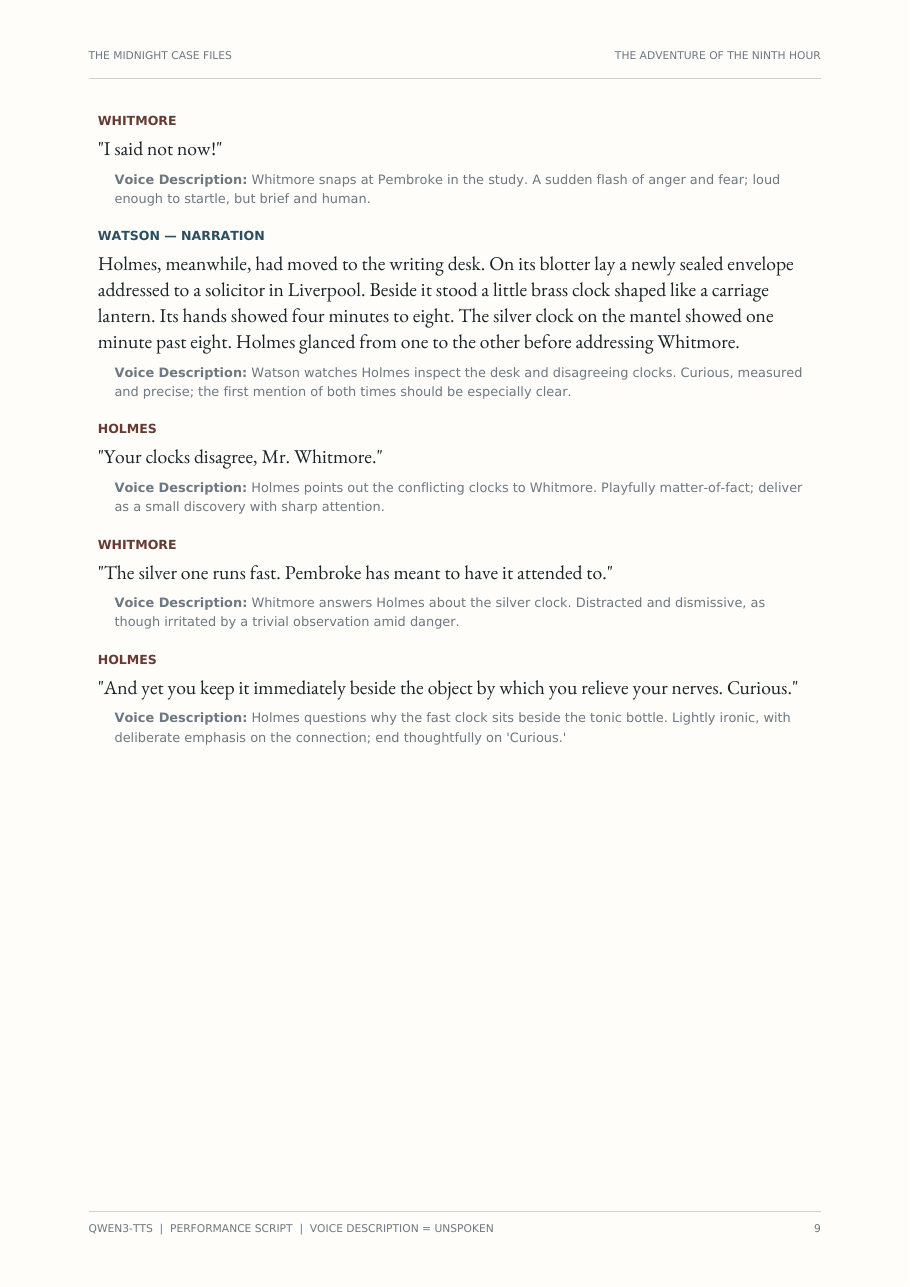 THE MIDNIGHT CASE FILES
THE ADVENTURE OF THE NINTH HOUR
WHITMORE
"I said not now!"
Voice Description: Whitmore snaps at Pembroke in the study. A sudden flash of anger and fear; loud
enough to startle, but brief and human.
WATSON — NARRATION
Holmes, meanwhile, had moved to the writing desk. On its blotter lay a newly sealed envelope
addressed to a solicitor in Liverpool. Beside it stood a little brass clock shaped like a carriage
lantern. Its hands showed four minutes to eight. The silver clock on the mantel showed one
minute past eight. Holmes glanced from one to the other before addressing Whitmore.
Voice Description: Watson watches Holmes inspect the desk and disagreeing clocks. Curious, measured
and precise; the first mention of both times should be especially clear.
HOLMES
"Your clocks disagree, Mr. Whitmore."
Voice Description: Holmes points out the conflicting clocks to Whitmore. Playfully matter-of-fact; deliver
as a small discovery with sharp attention.
WHITMORE
"The silver one runs fast. Pembroke has meant to have it attended to."
Voice Description: Whitmore answers Holmes about the silver clock. Distracted and dismissive, as
though irritated by a trivial observation amid danger.
HOLMES
"And yet you keep it immediately beside the object by which you relieve your nerves. Curious."
Voice Description: Holmes questions why the fast clock sits beside the tonic bottle. Lightly ironic, with
deliberate emphasis on the connection; end thoughtfully on 'Curious.'
QWEN3-TTS | PERFORMANCE SCRIPT | VOICE DESCRIPTION = UNSPOKEN
9